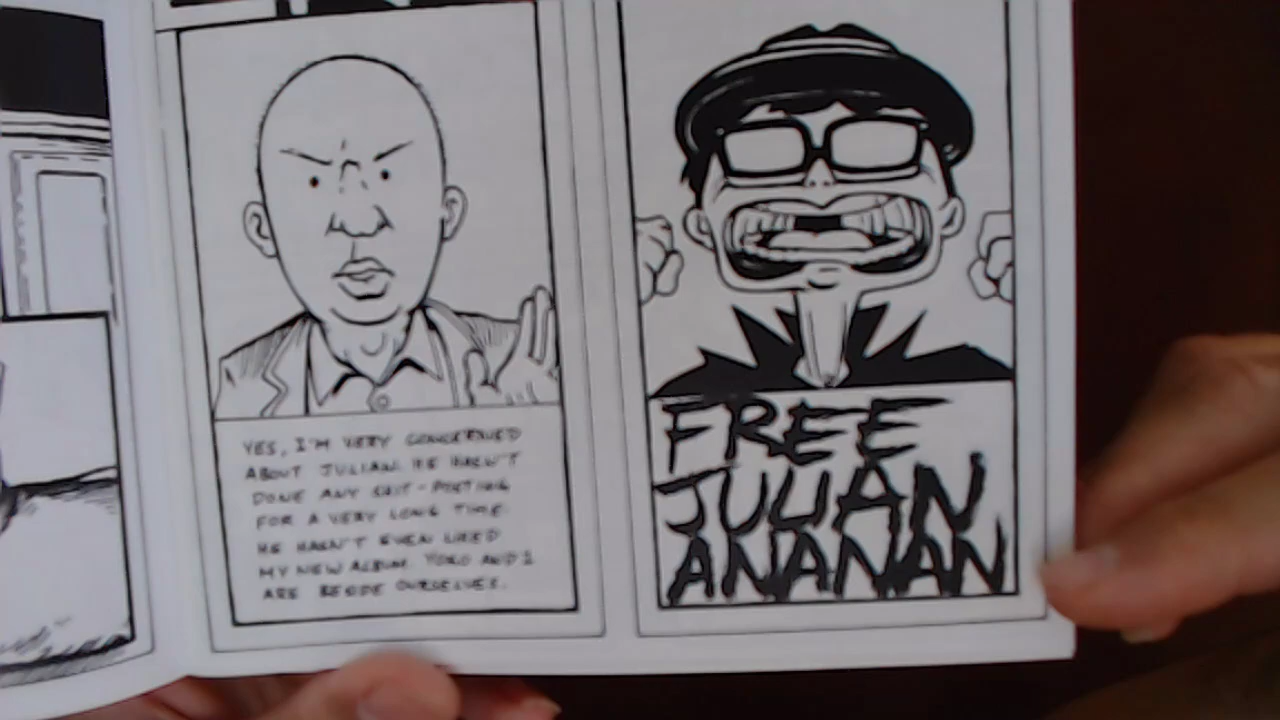 YES, I'M VERY CONCERNED
ABOUT JULIAN. HE HASN'T
DONE ANY SHIT-POSTING
FOR A VERY LONG TIME.
HE HASN'T EVEN LIKED
MY NEW ALBUM. YOKO AND I
ARE BESIDE OURSELVES.
FREE
JULIAN
ANANAN